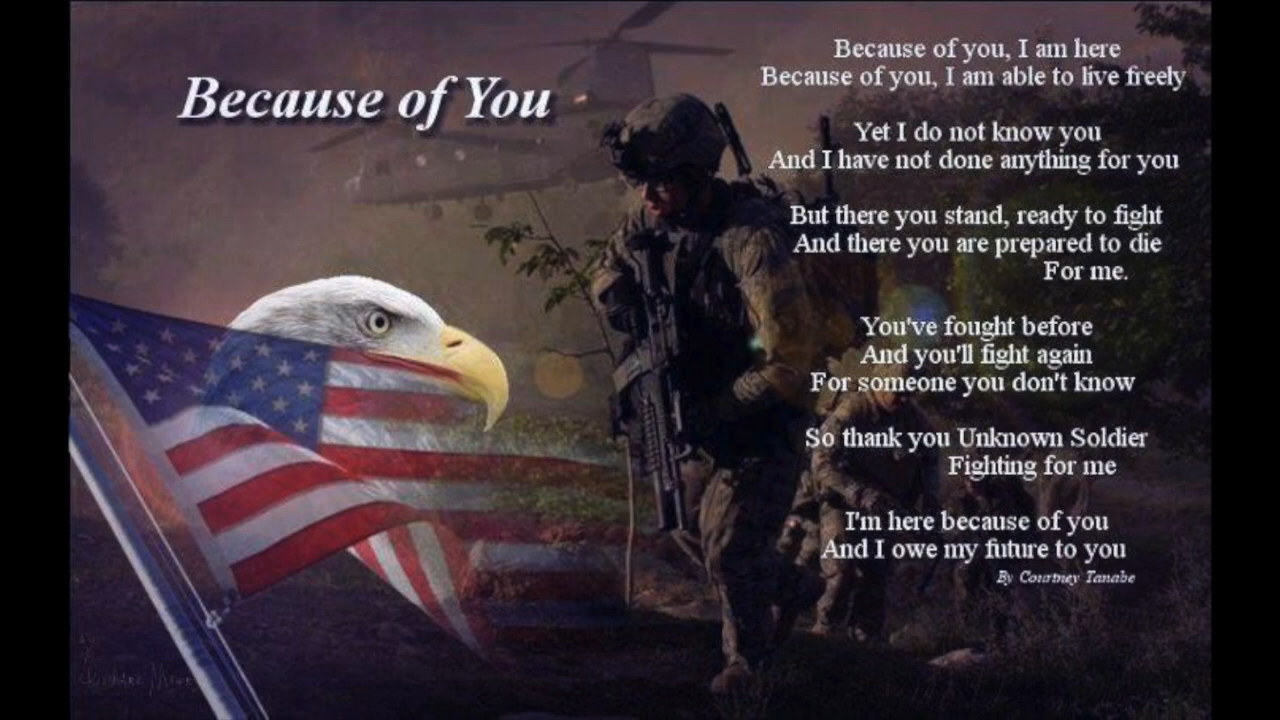 Because of You
Because of you, I am here
Because of you, I am able to live freely
Yet I do not know you
And I have not done anything for you
But there you stand, ready to fight
And there you are prepared to die
For me.
You've fought before
And you'll fight again
For someone you don't know
So thank you Unknown Soldier
Fighting for me
I'm here because of you
And I owe my future to you
By Courtney Tanabe